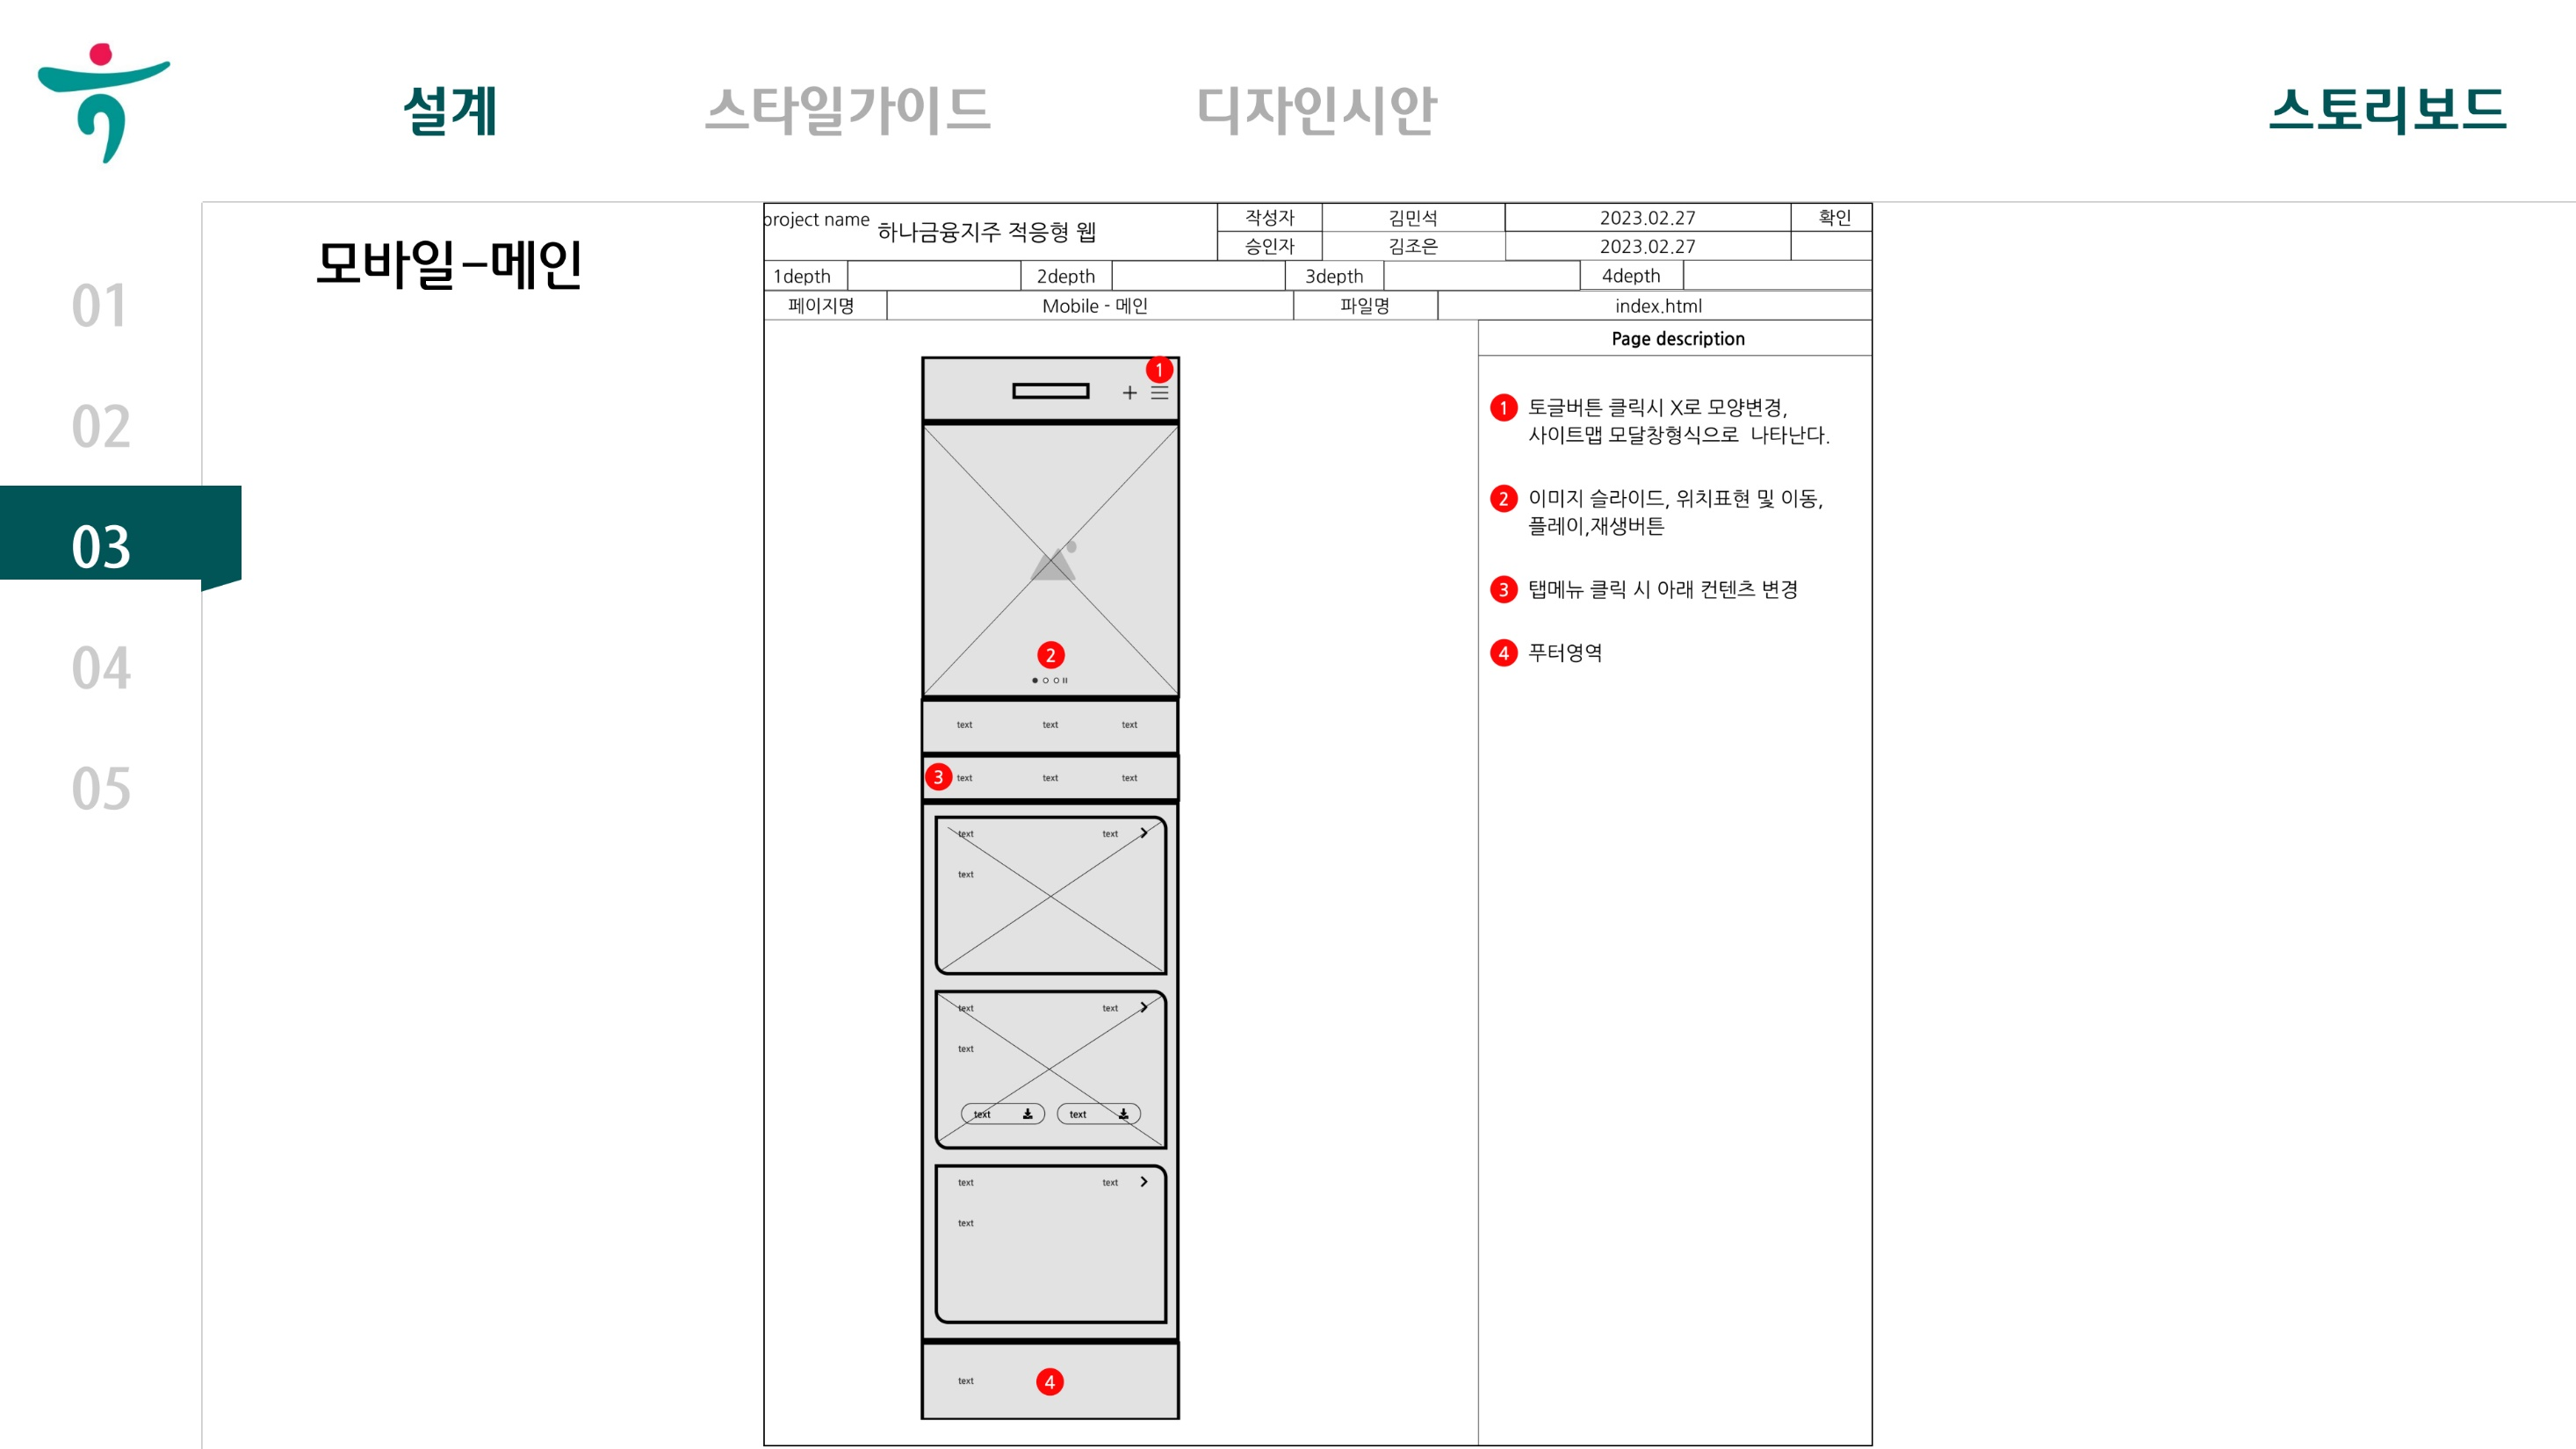 설계
스타일가이드
디자인시안
스토리보드
01
02
03
04
05
모바일-메인
project name 하나금융지주 적응형 웹
작성자 김민석 2023.02.27 확인
승인자 김조은 2023.02.27
1depth 2depth 3depth 4depth
페이지명 Mobile - 메인 파일명 index.html
1
2
text text text
3 text text text
text text
text
text text
text
text text
text text
text
text 4
Page description
1 토글버튼 클릭시 X로 모양변경,
사이트맵 모달창형식으로 나타난다.
2 이미지 슬라이드, 위치표현 및 이동,
플레이,재생버튼
3 탭메뉴 클릭 시 아래 컨텐츠 변경
4 푸터영역